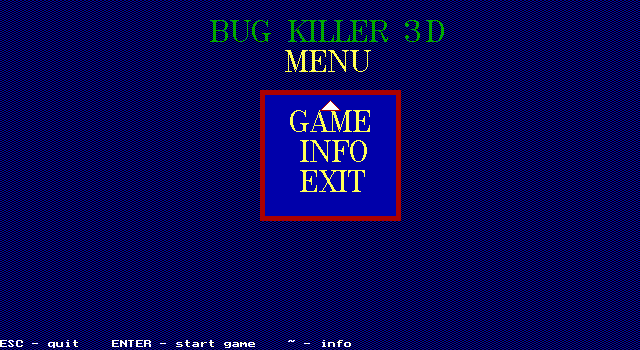 BUG KILLER 3D
MENU
GAME
INFO
EXIT
ESC - quit    ENTER - start game    ~ - info